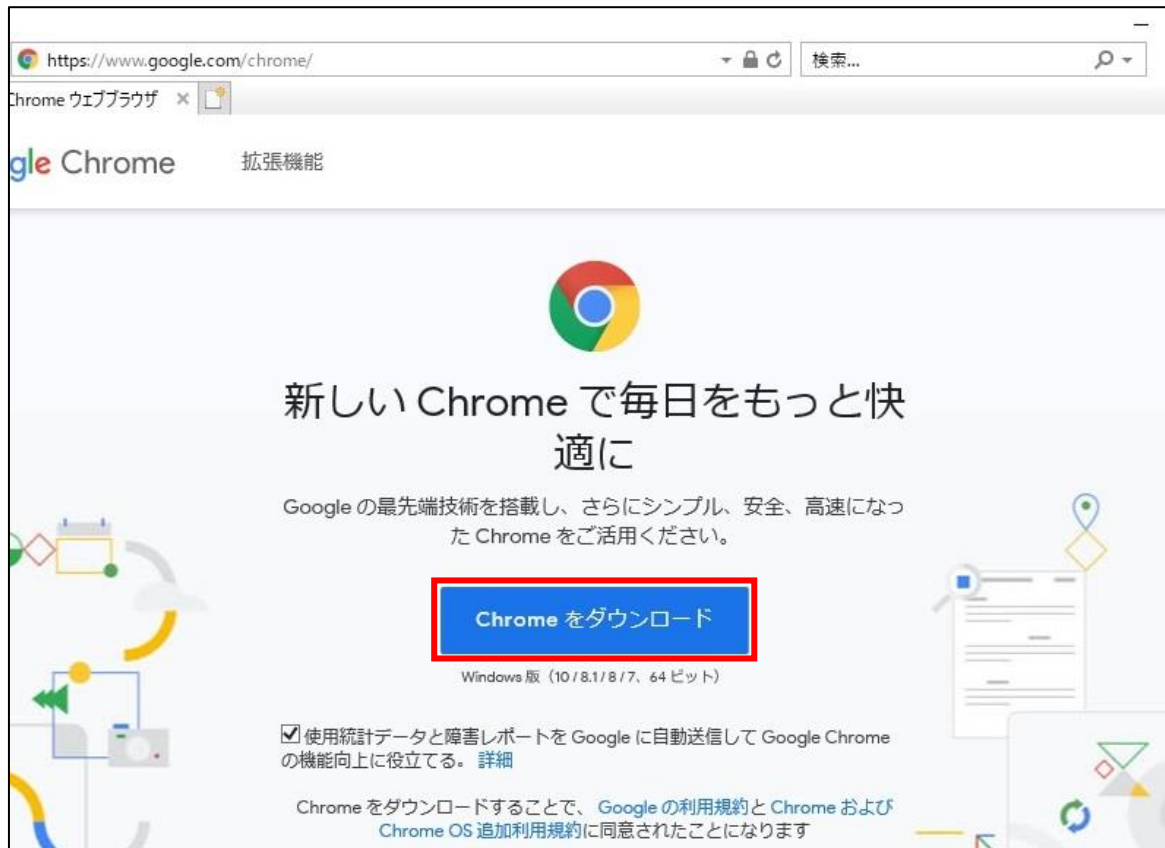 https://www.google.com/chrome/
検索...
Chrome ウェブブラウザ
gle Chrome
拡張機能
新しい Chrome で毎日をもっと快
適に
Google の最先端技術を搭載し、さらにシンプル、安全、高速になっ
た Chrome をご活用ください。
Chrome をダウンロード
Windows 版（10 / 8.1 / 8 / 7、64 ビット）
使用統計データと障害レポートを Google に自動送信して Google Chrome
の機能向上に役立てる。 詳細
Chrome をダウンロードすることで、 Google の利用規約と Chrome および
Chrome OS 追加利用規約に同意されたことになります